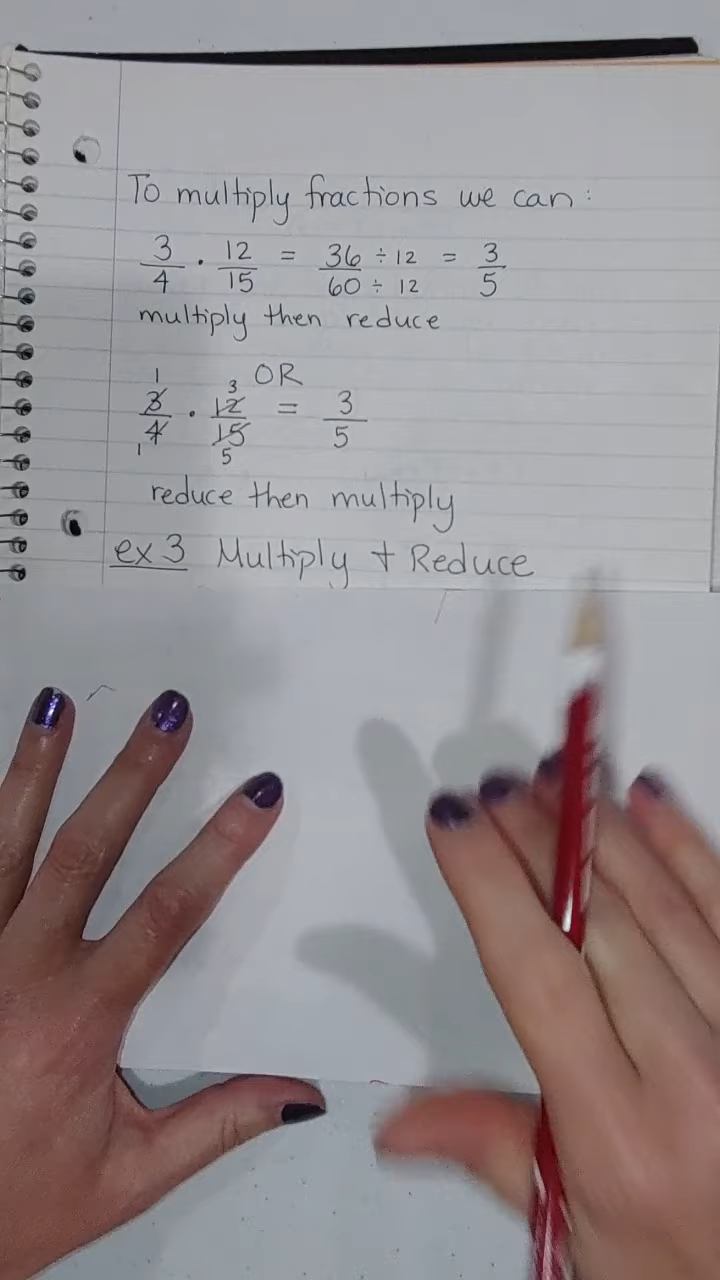 To multiply fractions we can:
3/4 · 12/15 = 36 ÷ 12/60 ÷ 12 = 3/5
multiply then reduce
OR
1 3
3/4 · 12/15 = 3/5
1 5
reduce then multiply
ex 3 Multiply + Reduce